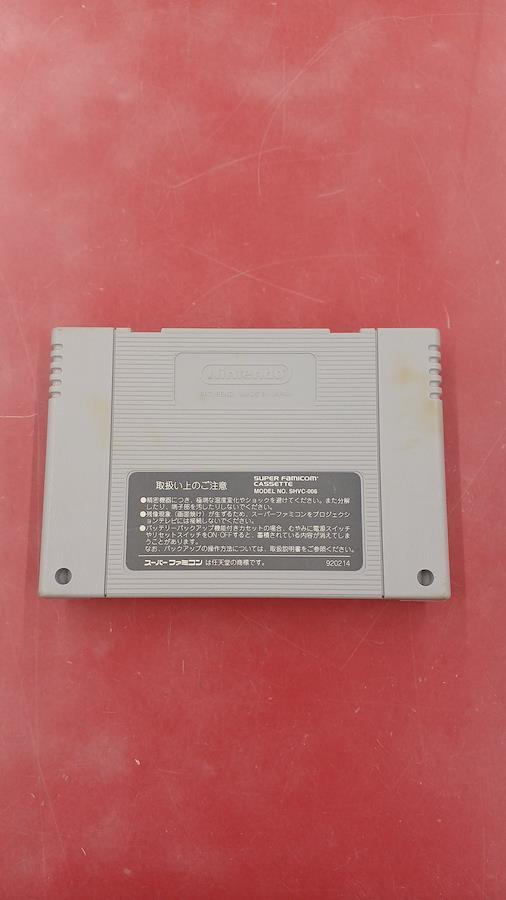 Nintendo
PAT.PEND. MADE IN JAPAN
取扱い上のご注意
SUPER FAMICOM
CASSETTE
MODEL NO. SHVC-006
●精密機器につき、極端な温度変化やショックを避けてください。また分解
したり、端子部を汚したりしないでください。
●残像現象(画面焼け)が生ずるため、スーパーファミコンをプロジェクシ
ョンテレビには接続しないでください。
●バッテリーバックアップ機能付きカセットの場合、むやみに電源スイッチ
やリセットスイッチをON·OFFすると、蓄積されている内容が消えてしま
うことがあります。
なお、バックアップの操作方法については、取扱説明書をご参照ください。
スーパーファミコン は任天堂の商標です。
920214